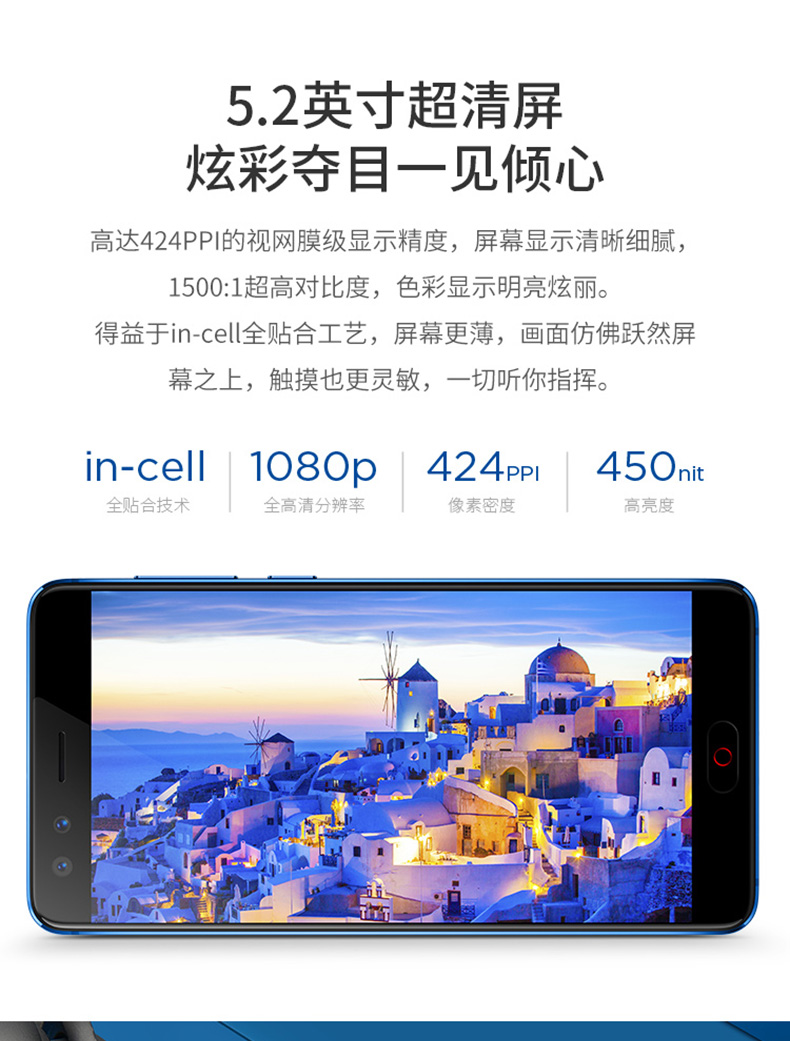 5.2英寸超清屏
炫彩夺目一见倾心
高达424PPI的视网膜级显示精度，屏幕显示清晰细腻，
1500:1超高对比度，色彩显示明亮炫丽。
得益于in-cell全贴合工艺，屏幕更薄，画面仿佛跃然屏
幕之上，触摸也更灵敏，一切听你指挥。
in-cell 1080p 424PPI 450nit
全贴合技术 全高清分辨率 像素密度 高亮度